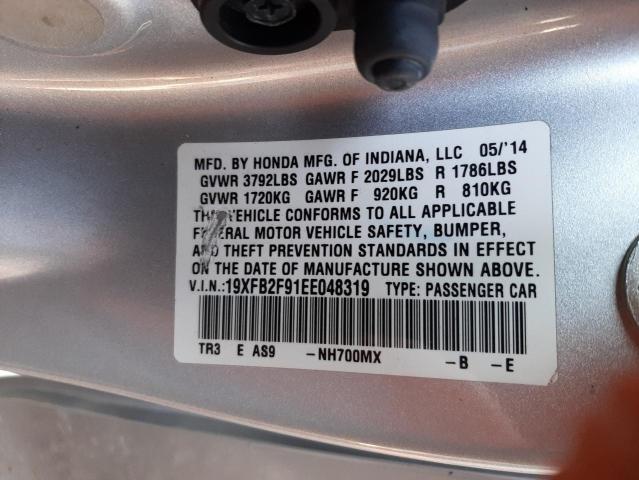 MFD. BY HONDA MFG. OF INDIANA, LLC 05/'14
GVWR 3792LBS GAWR F 2029LBS R 1786LBS
GVWR 1720KG GAWR F 920KG R 810KG
THIS VEHICLE CONFORMS TO ALL APPLICABLE
FEDERAL MOTOR VEHICLE SAFETY, BUMPER,
AND THEFT PREVENTION STANDARDS IN EFFECT
ON THE DATE OF MANUFACTURE SHOWN ABOVE.
V.I.N.:19XFB2F91EE048319 TYPE: PASSENGER CAR
TR3 E AS9 -NH700MX -B -E